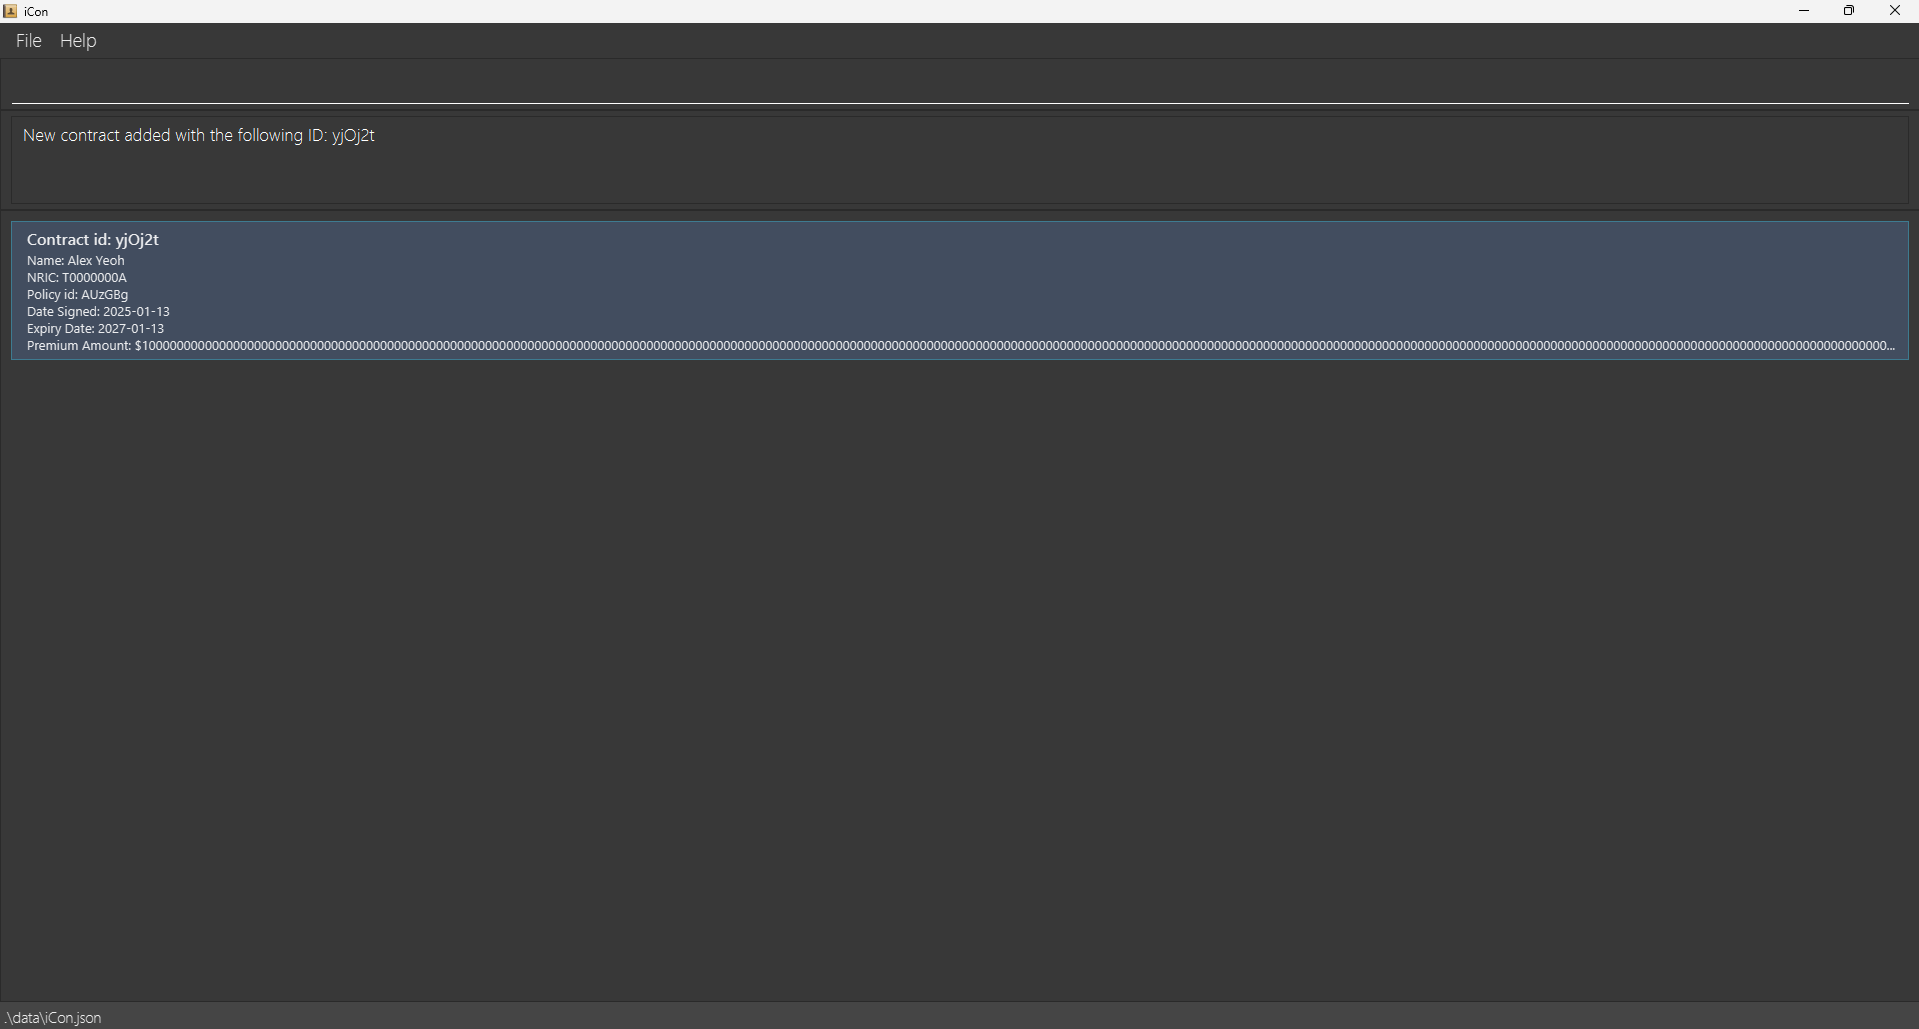 iCon
File Help
New contract added with the following ID: yjOj2t
Contract id: yjOj2t
Name: Alex Yeoh
NRIC: T0000000A
Policy id: AUzGBg
Date Signed: 2025-01-13
Expiry Date: 2027-01-13
Premium Amount:
.\data\iCon.json